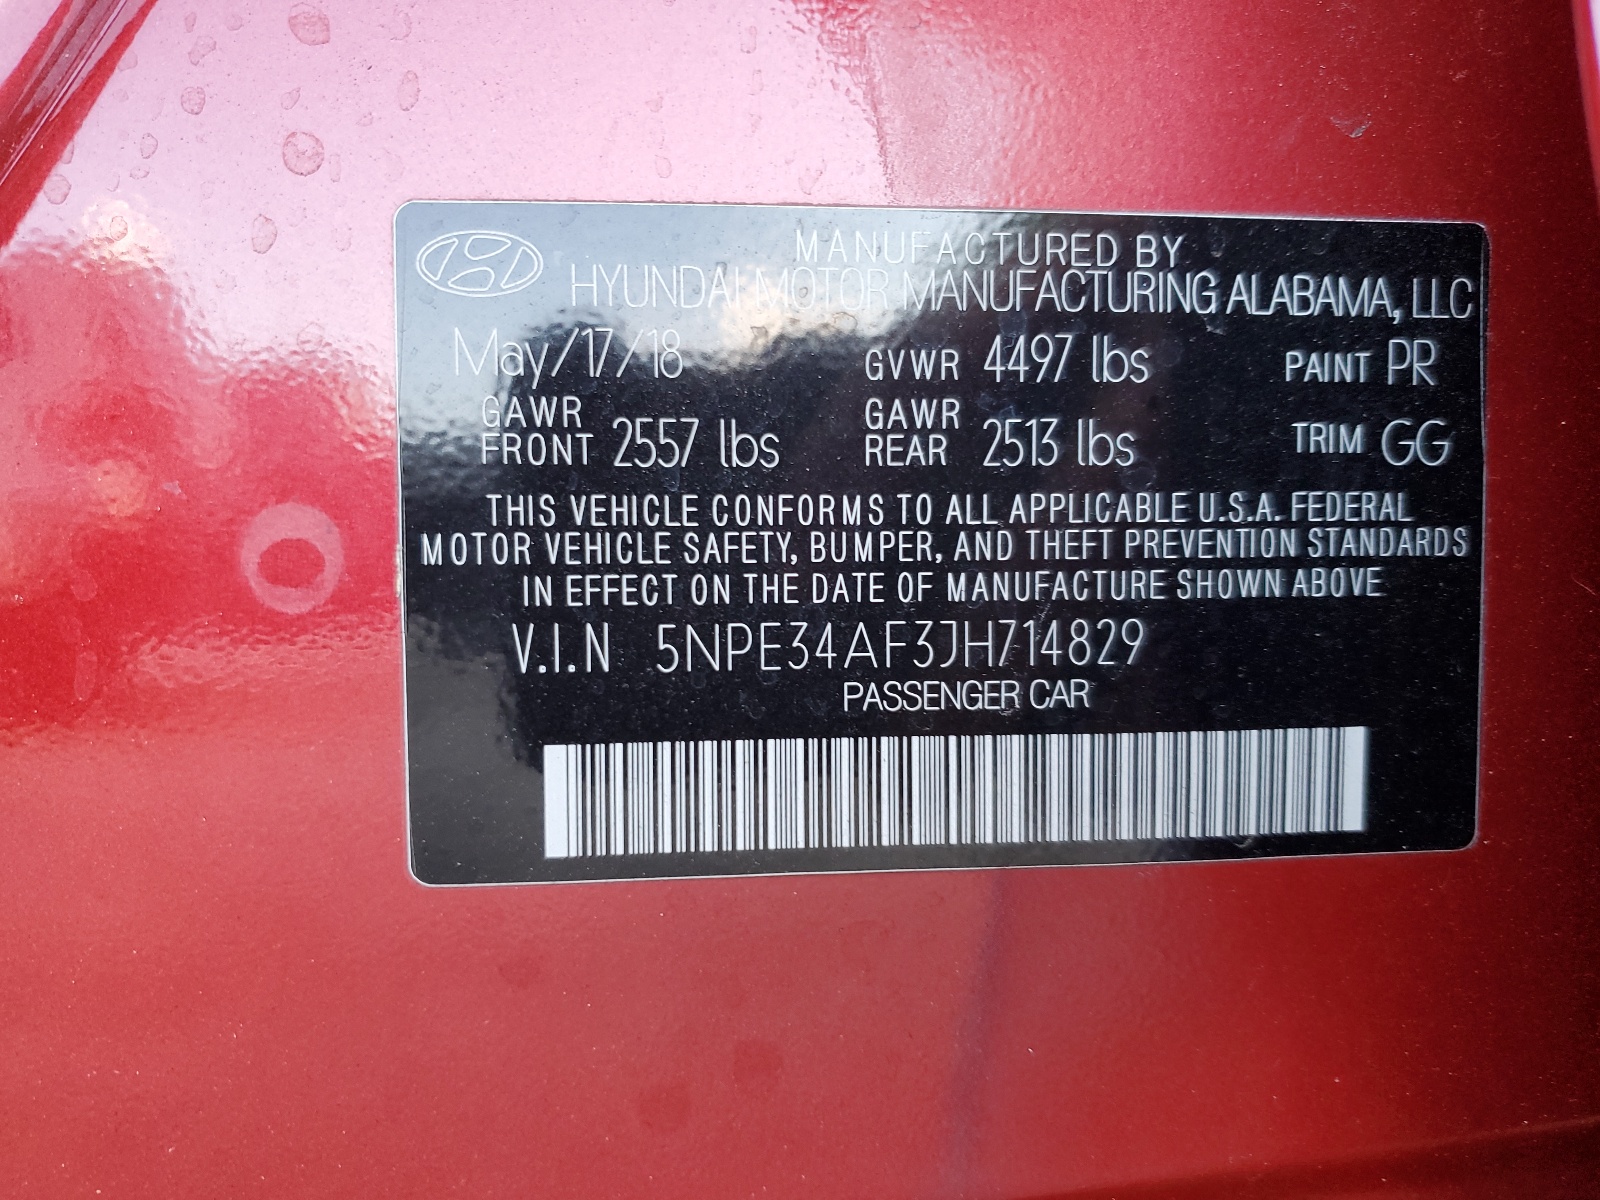 MANUFACTURED BY
HYUNDAI MOTOR MANUFACTURING ALABAMA, LLC
May/17/18 GVWR 4497 lbs PAINT PR
GAWR FRONT 2557 lbs GAWR REAR 2513 lbs TRIM GG
THIS VEHICLE CONFORMS TO ALL APPLICABLE U.S.A. FEDERAL
MOTOR VEHICLE SAFETY, BUMPER, AND THEFT PREVENTION STANDARDS
IN EFFECT ON THE DATE OF MANUFACTURE SHOWN ABOVE
V.I.N 5NPE34AF3JH714829
PASSENGER CAR